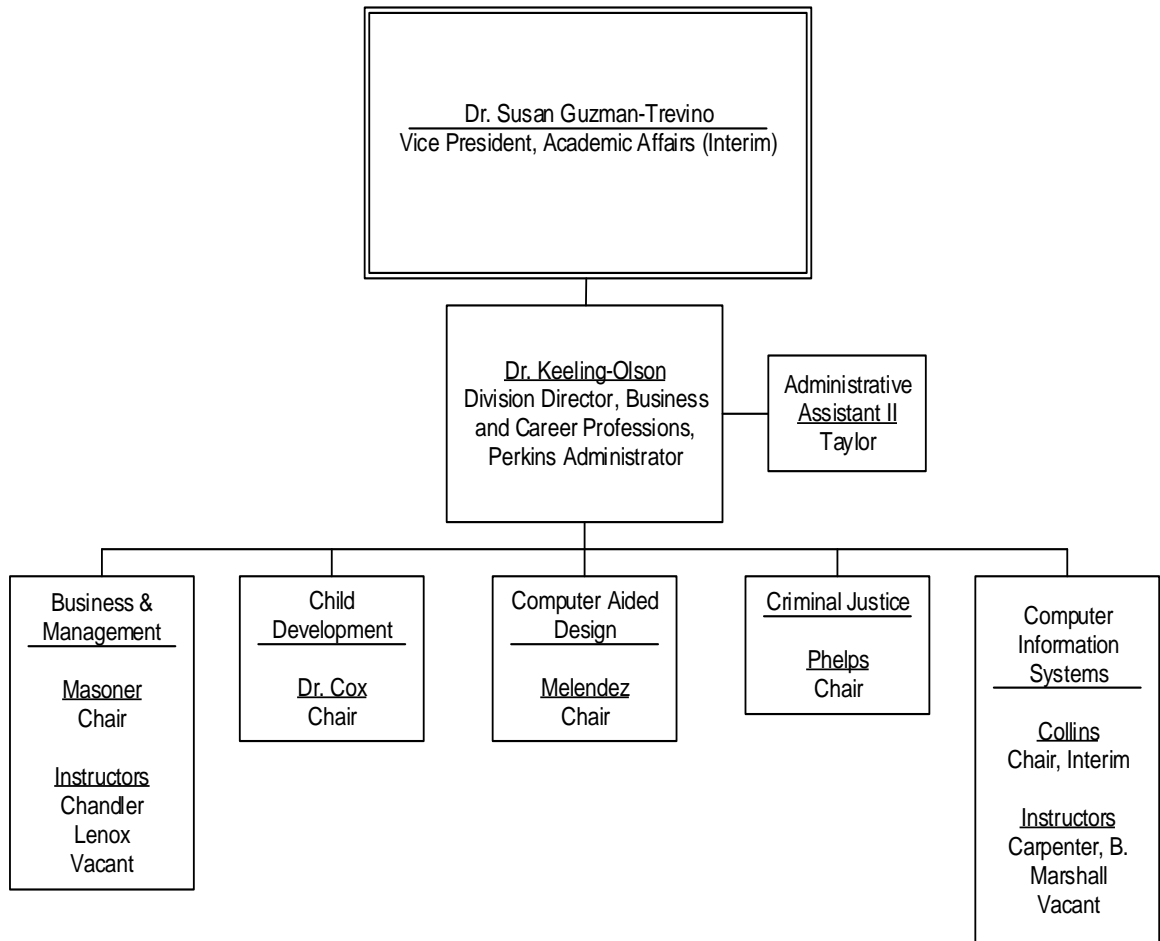 Dr. Susan Guzman-Trevino
Vice President, Academic Affairs (Interim)
Dr. Keeling-Olson
Division Director, Business
and Career Professions,
Perkins Administrator
Administrative
Assistant II
Taylor
Business &
Management
Masoner
Chair
Instructors
Chandler
Lenox
Vacant
Child
Development
Dr. Cox
Chair
Computer Aided
Design
Melendez
Chair
Criminal Justice
Phelps
Chair
Computer
Information
Systems
Collins
Chair, Interim
Instructors
Carpenter, B.
Marshall
Vacant